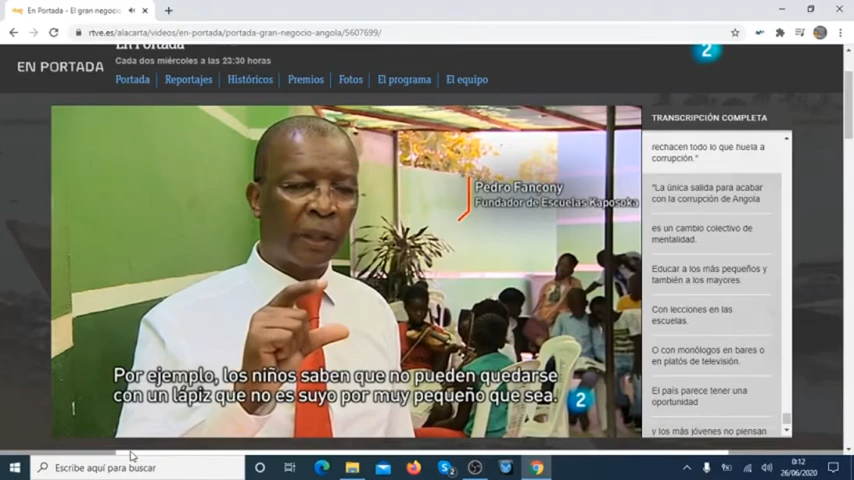 En Portada - El gran negocio
rtve.es/alacarta/videos/en-portada/portada-gran-negocio-angola/5607699/
En Portada
EN PORTADA
Cada dos miércoles a las 23:30 horas
Portada
Reportajes
Históricos
Premios
Fotos
El programa
El equipo
2
TRANSCRIPCIÓN COMPLETA
rechacen todo lo que huela a
corrupción."
"La única salida para acabar
con la corrupción de Angola
es un cambio colectivo de
mentalidad.
Educar a los más pequeños y
también a los mayores.
Con lecciones en las
escuelas.
O con monólogos en bares o
en platós de televisión.
El país parece tener una
oportunidad
y los más jóvenes no piensan
Pedro Fançony
Fundador de Escuelas Kaposoka
Por ejemplo, los niños saben que no pueden quedarse
con un lápiz que no es suyo por muy pequeño que sea.
2
Escribe aquí para buscar
0:12
26/06/2020